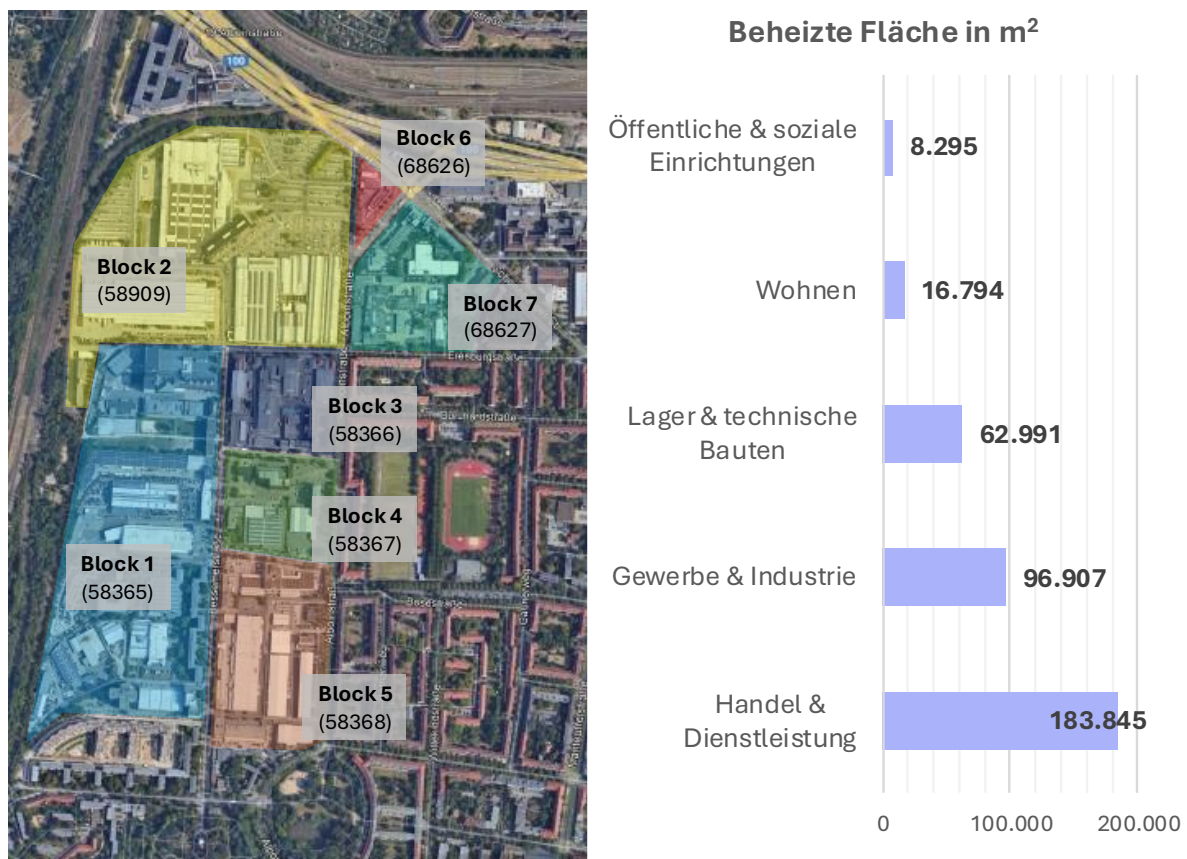 100
Block 6
(68626)
Block 2
(58909)
Block 7
(68627)
Block 3
(58366)
Block 4
(58367)
Block 1
(58365)
Block 5
(58368)
Beheizte Fläche in m²
Öffentliche & soziale
Einrichtungen
8.295
Wohnen
16.794
Lager & technische
Bauten
62.991
Gewerbe & Industrie
96.907
Handel &
Dienstleistung
183.845
0
100.000
200.000